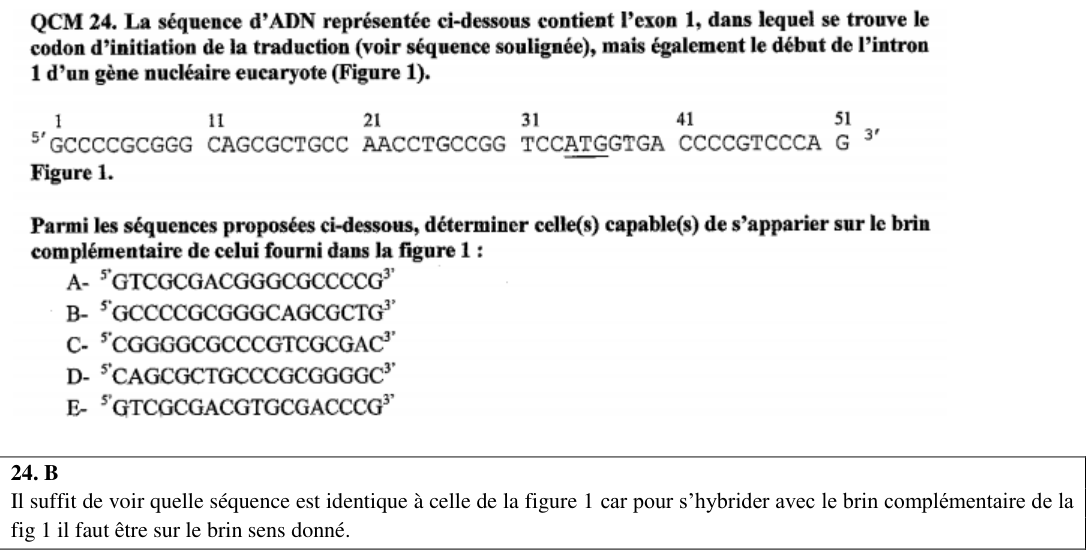 QCM 24. La séquence d’ADN représentée ci-dessous contient l’exon 1, dans lequel se trouve le
codon d’initiation de la traduction (voir séquence soulignée), mais également le début de l’intron
1 d’un gène nucléaire eucaryote (Figure 1).
1 11 21 31 41 51
5’ GCCCCGCGGG CAGCGCTGCC AACCTGCCGG TCCATGGTGA CCCCGTCCCA G 3’
Figure 1.
Parmi les séquences proposées ci-dessous, déterminer celle(s) capable(s) de s’apparier sur le brin
complémentaire de celui fourni dans la figure 1 :
A- 5’GTCGCGACGGGCGCCCCG3’
B- 5’GCCCCGCGGGCAGCGCTG3’
C- 5’CGGGGCGCCCGTCGCGAC3’
D- 5’CAGCGCTGCCCGCGGGGC3’
E- 5’GTCGCGACGTGCGACCCG3’
24. B
Il suffit de voir quelle séquence est identique à celle de la figure 1 car pour s’hybrider avec le brin complémentaire de la
fig 1 il faut être sur le brin sens donné.